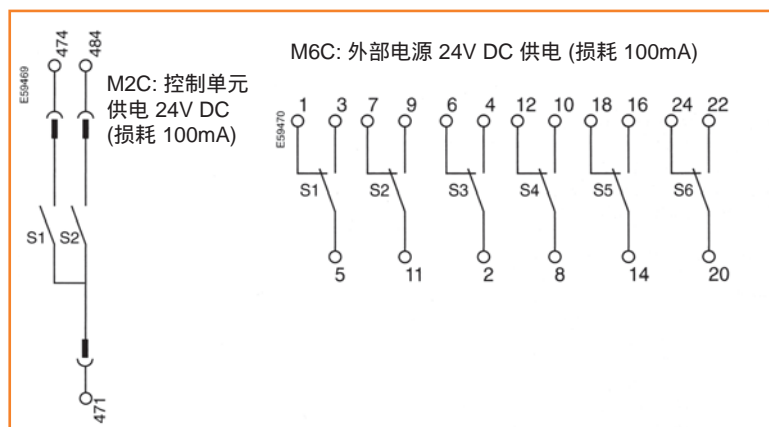 474 484
E59469
M2C: 控制单元
供电 24V DC
(损耗 100mA)
S1 S2
471
M6C: 外部电源 24V DC 供电 (损耗 100mA)
E59470
1 3 7 9 6 4 12 10 18 16 24 22
S1 S2 S3 S4 S5 S6
5 11 2 8 14 20